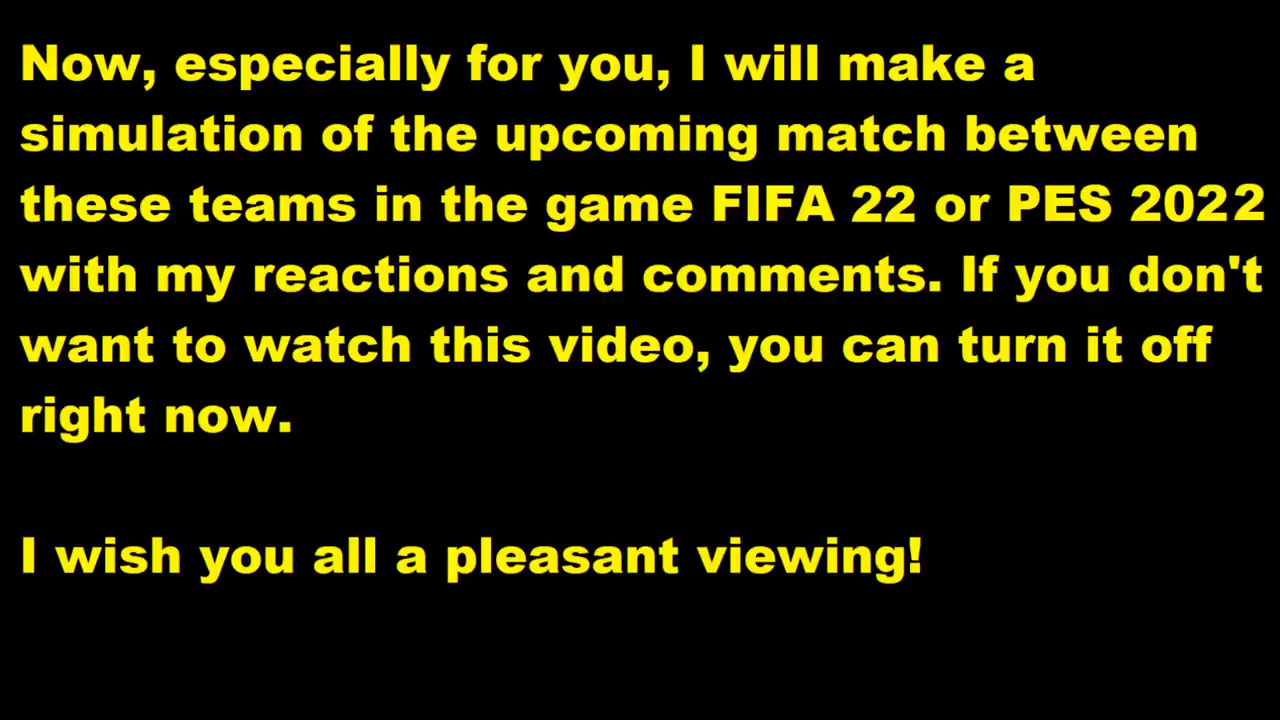 Now, especially for you, I will make a
simulation of the upcoming match between
these teams in the game FIFA 22 or PES 2022
with my reactions and comments. If you don't
want to watch this video, you can turn it off
right now.
I wish you all a pleasant viewing!